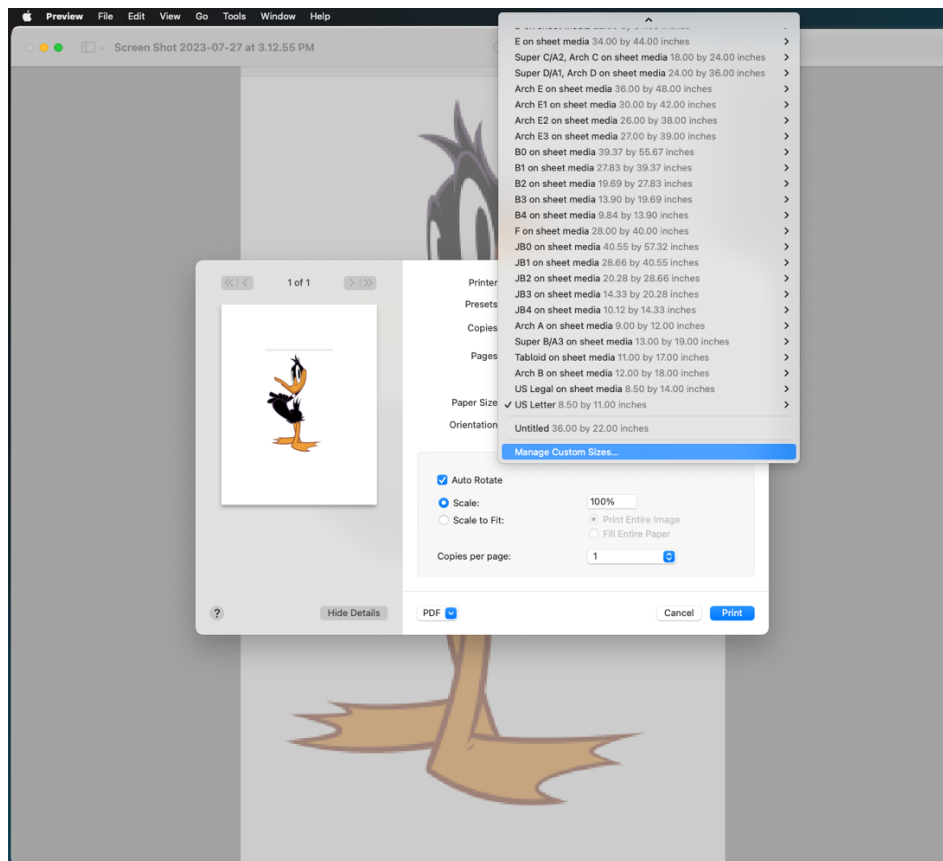 Preview File Edit View Go Tools Window Help
Screen Shot 2023-07-27 at 3.12.55 PM
E on sheet media 34.00 by 44.00 inches
Super C/A2, Arch C on sheet media 18.00 by 24.00 inches
Super D/A1, Arch D on sheet media 24.00 by 36.00 inches
Arch E on sheet media 36.00 by 48.00 inches
Arch E1 on sheet media 30.00 by 42.00 inches
Arch E2 on sheet media 26.00 by 38.00 inches
Arch E3 on sheet media 27.00 by 39.00 inches
B0 on sheet media 39.37 by 55.67 inches
B1 on sheet media 27.83 by 39.37 inches
B2 on sheet media 19.69 by 27.83 inches
B3 on sheet media 13.90 by 19.69 inches
B4 on sheet media 9.84 by 13.90 inches
F on sheet media 28.00 by 40.00 inches
JB0 on sheet media 40.55 by 57.32 inches
JB1 on sheet media 28.66 by 40.55 inches
JB2 on sheet media 20.28 by 28.66 inches
JB3 on sheet media 14.33 by 20.28 inches
JB4 on sheet media 10.12 by 14.33 inches
Arch A on sheet media 9.00 by 12.00 inches
Super B/A3 on sheet media 13.00 by 19.00 inches
Tabloid on sheet media 11.00 by 17.00 inches
Arch B on sheet media 12.00 by 18.00 inches
US Legal on sheet media 8.50 by 14.00 inches
US Letter 8.50 by 11.00 inches
Untitled 36.00 by 22.00 inches
Manage Custom Sizes...
1 of 1
Printer
Presets
Copies
Pages
Paper Size
Orientation
Auto Rotate
Scale: 100%
Scale to Fit: Print Entire Image
Fill Entire Paper
Copies per page: 1
? Hide Details PDF Cancel Print